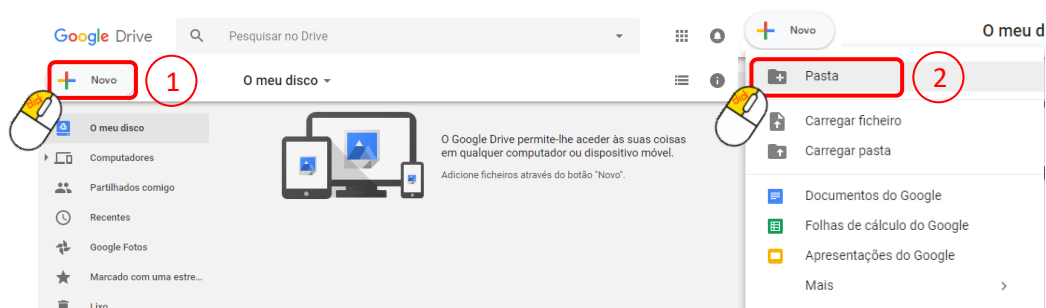 Google Drive
Pesquisar no Drive
Novo
1
O meu disco
click
O meu disco
Computadores
Partilhados comigo
Recentes
Google Fotos
Marcado com uma estre...
Lixo
O Google Drive permite-lhe aceder às suas coisas
em qualquer computador ou dispositivo móvel.
Adicione ficheiros através do botão "Novo".
Novo
O meu d
Pasta
2
click
Carregar ficheiro
Carregar pasta
Documentos do Google
Folhas de cálculo do Google
Apresentações do Google
Mais